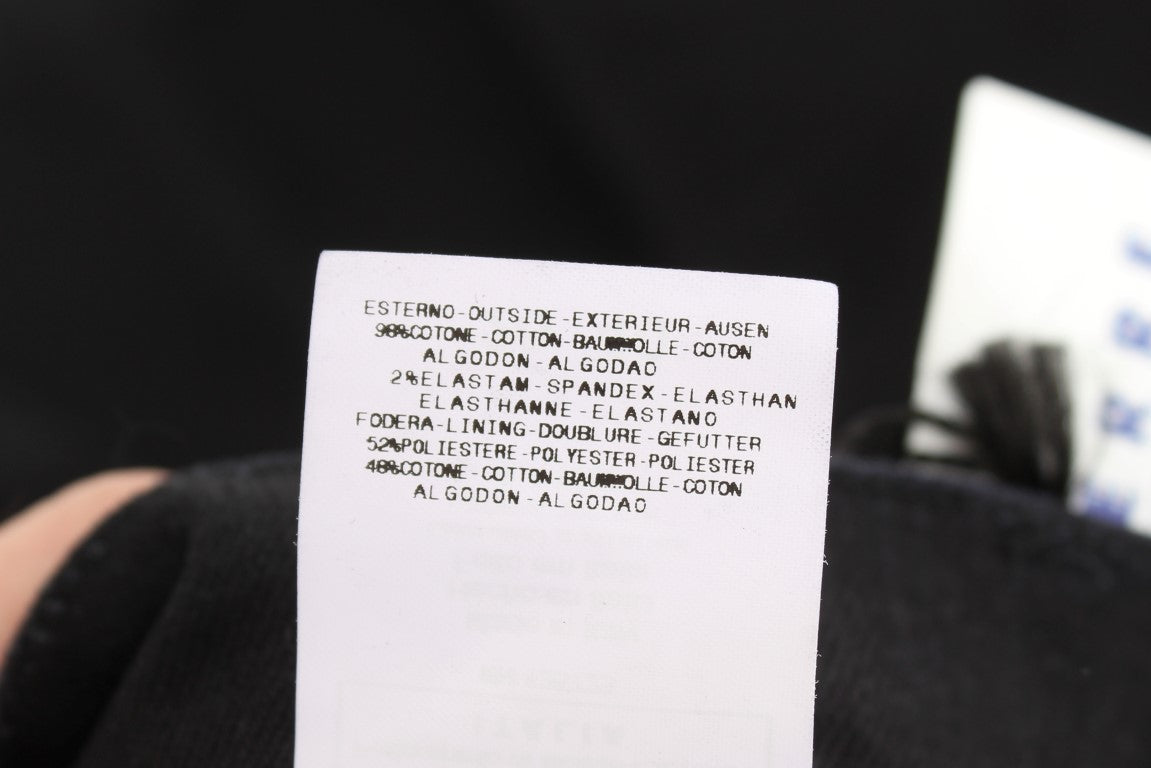 ESTERNO-OUTSIDE-EXTERIEUR-AUSEN
98%COTONE-COTTON-BAUMWOLLE-COTON
ALGODON-ALGODAO
2%ELASTAM-SPANDEX-ELASTHAN
ELASTHANNE-ELASTANO
FODERA-LINING-DOUBLURE-GEFUTTER
52%POLIESTERE-POLYESTER-POLIESTER
48%COTONE-COTTON-BAUMWOLLE-COTON
ALGODON-ALGODAO